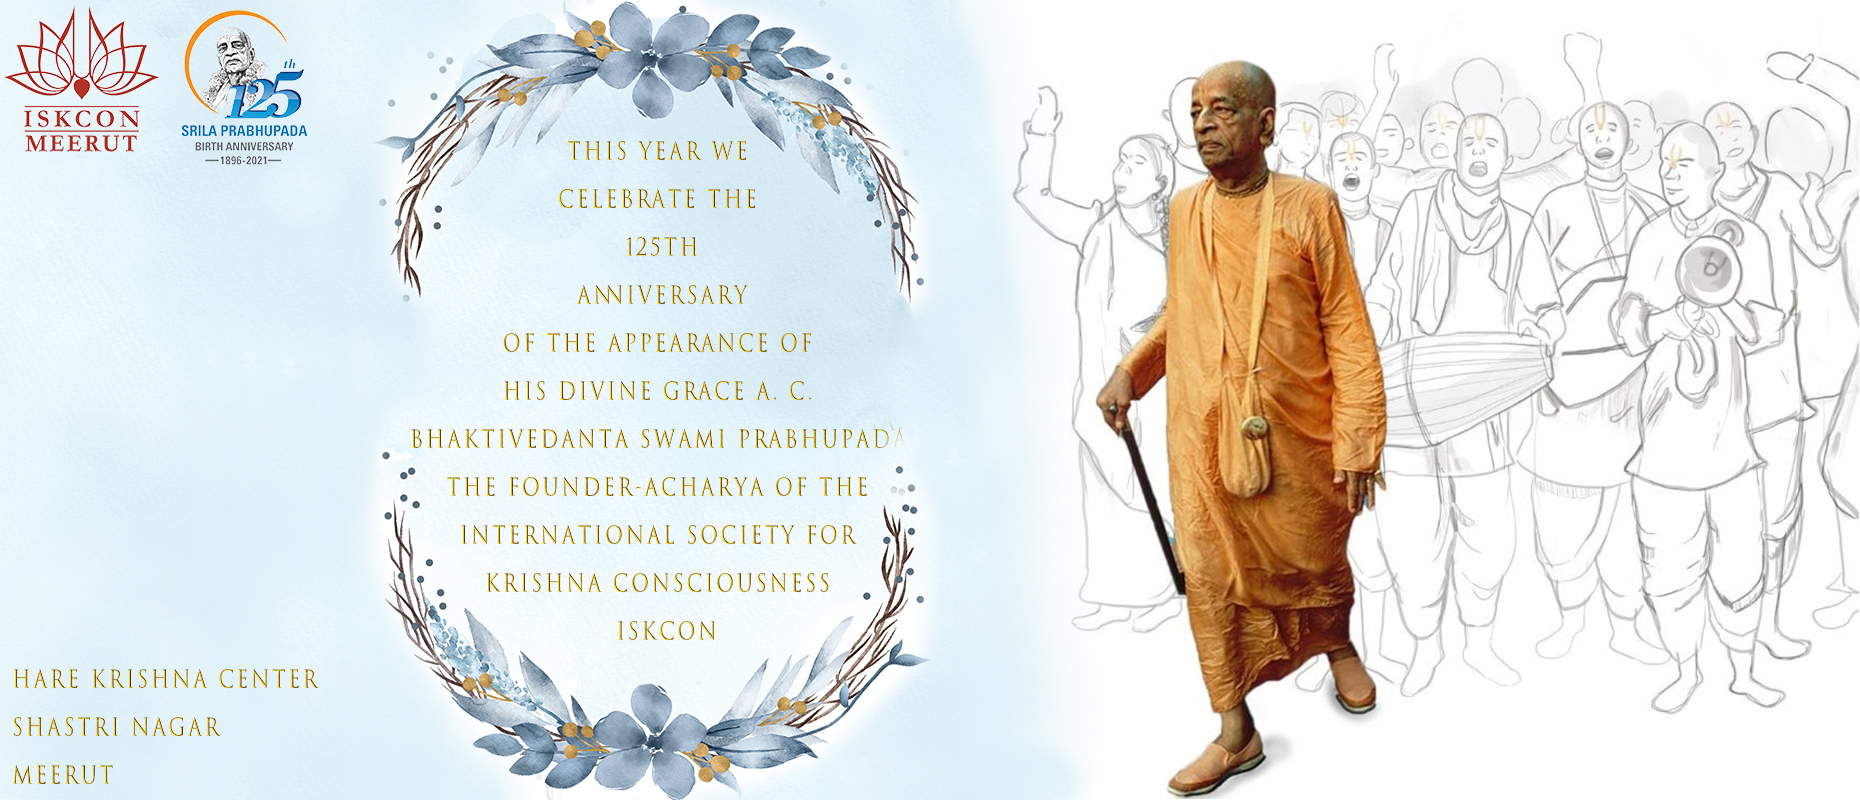 ISKCON
MEERUT
125th
SRILA PRABHUPADA
BIRTH ANNIVERSARY
—1896-2021—
THIS YEAR WE
CELEBRATE THE
125TH
ANNIVERSARY
OF THE APPEARANCE OF
HIS DIVINE GRACE A. C.
BHAKTIVEDANTA SWAMI PRABHUPADA
THE FOUNDER-ACHARYA OF THE
INTERNATIONAL SOCIETY FOR
KRISHNA CONSCIOUSNESS
ISKCON
HARE KRISHNA CENTER
SHASTRI NAGAR
MEERUT